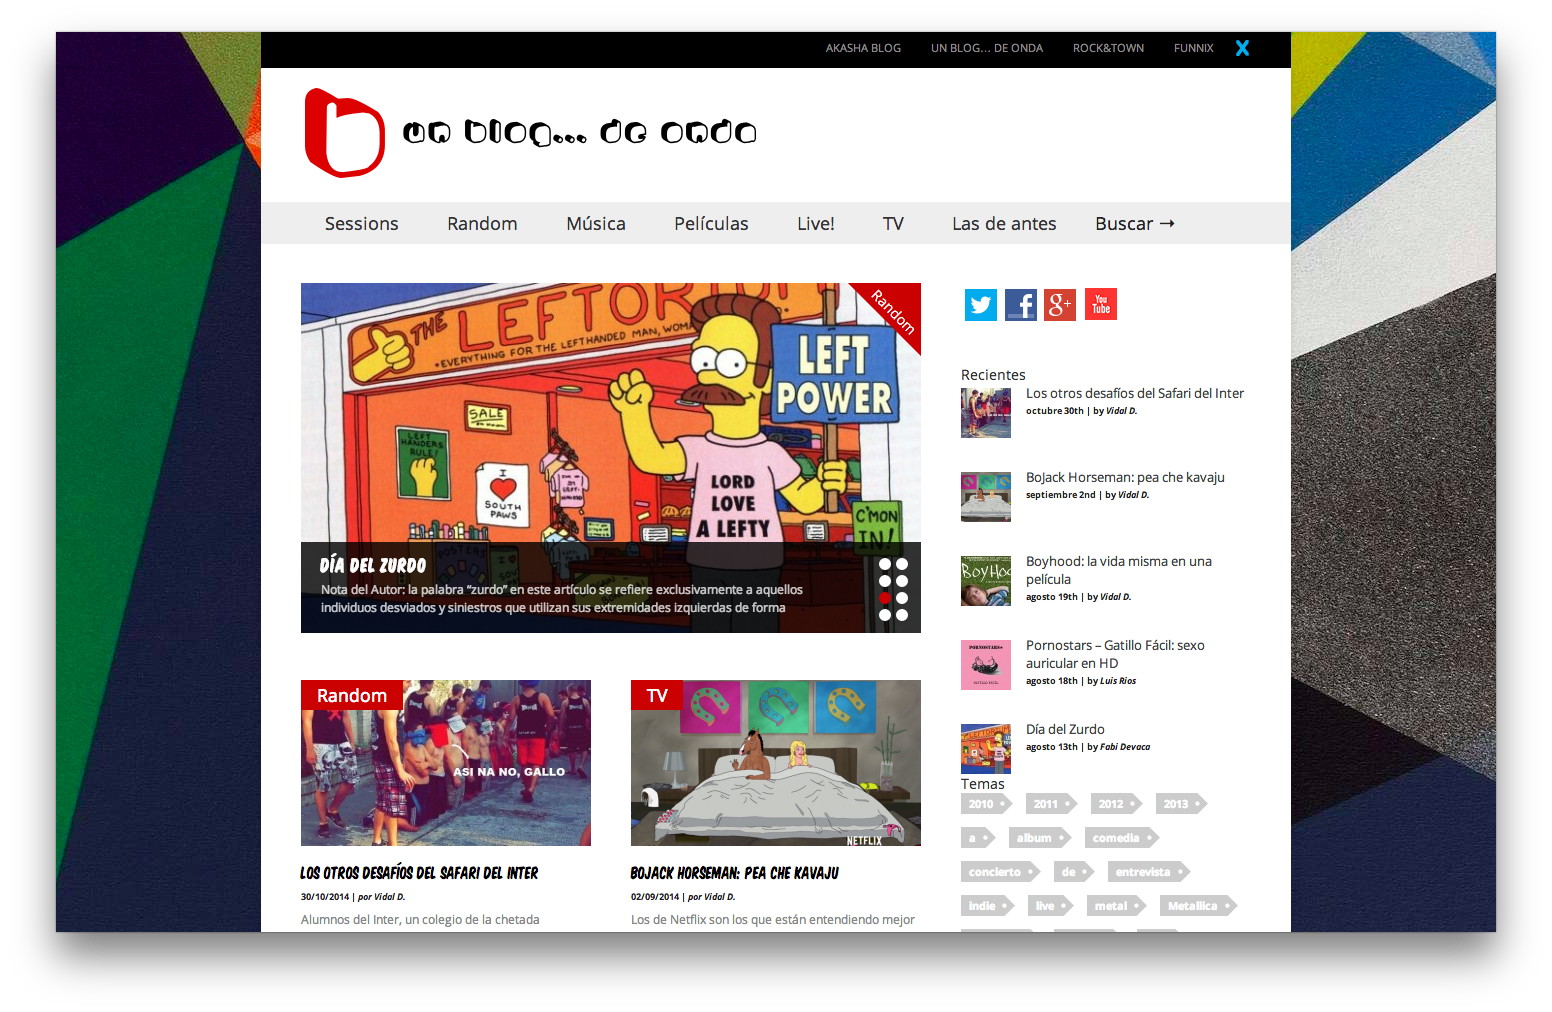 AKASHA BLOG UN BLOG... DE ONDA ROCK&TOWN FUNNIX X
b un blog... de onda
Sessions Random Música Películas Live! TV Las de antes Buscar →
Random
THE LEFTORIUM
•EVERYTHING FOR THE LEFTHANDED MAN, WOMA
LEFT
POWER
SALE
LEFT
HANDERS
RULE!
I
SOUTH
PAWS
LORD
LOVE
A LEFTY
C'MON
IN!
POSTERS
DÍA DEL ZURDO
Nota del Autor: la palabra “zurdo” en este artículo se refiere exclusivamente a aquellos
individuos desviados y siniestros que utilizan sus extremidades izquierdas de forma
Random
ASI NA NO, GALLO
LOS OTROS DESAFÍOS DEL SAFARI DEL INTER
30/10/2014 | por Vidal D.
Alumnos del Inter, un colegio de la chetada
TV
NETFLIX
BOJACK HORSEMAN: PEA CHE KAVAJU
02/09/2014 | por Vidal D.
Los de Netflix son los que están entendiendo mejor
g+ You
Tube
Recientes
Los otros desafíos del Safari del Inter
octubre 30th | by Vidal D.
BoJack Horseman: pea che kavaju
septiembre 2nd | by Vidal D.
BOYHOO
Boyhood: la vida misma en una
película
agosto 19th | by Vidal D.
PORNOSTARS
Pornostars – Gatillo Fácil: sexo
auricular en HD
agosto 18th | by Luis Rios
Día del Zurdo
agosto 13th | by Fabi Devaca
Temas
2010 2011 2012 2013
a album comedia
concierto de entrevista
indie live metal Metallica